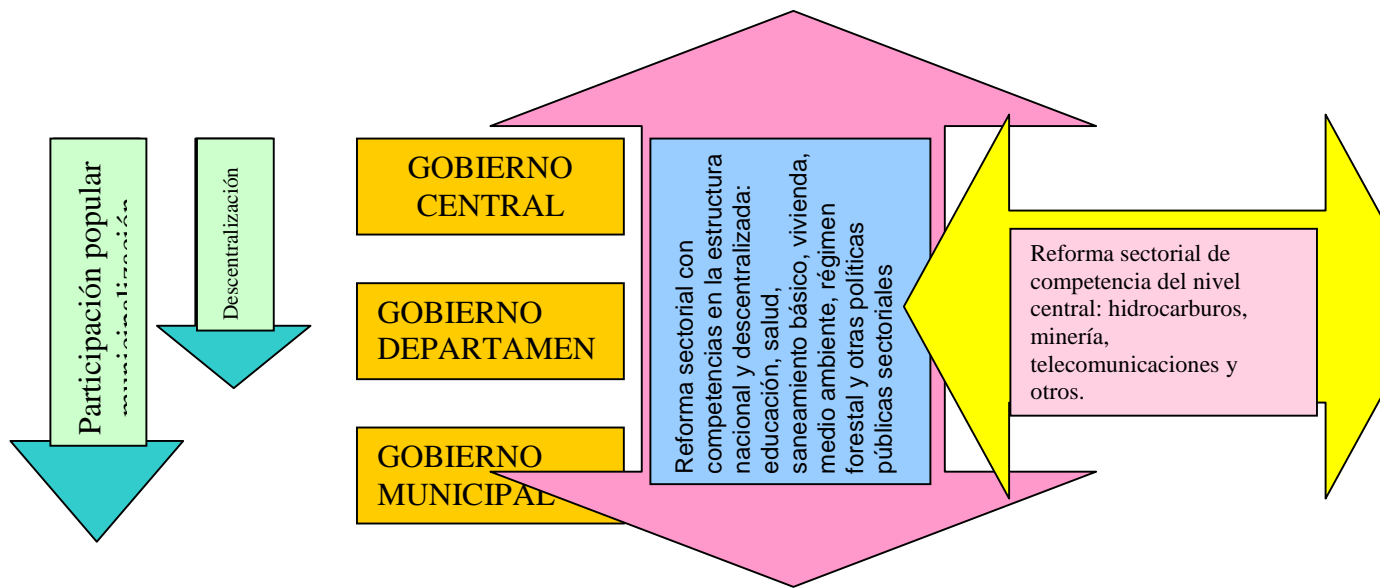 Participación popular
municipalización
Descentralización
GOBIERNO
CENTRAL
GOBIERNO
DEPARTAMEN
GOBIERNO
MUNICIPAL
Reforma sectorial con
competencias en la estructura
nacional y descentralizada:
educación, salud,
saneamiento básico, vivienda,
medio ambiente, régimen
forestal y otras políticas
públicas sectoriales
Reforma sectorial de
competencia del nivel
central: hidrocarburos,
minería,
telecomunicaciones y
otros.